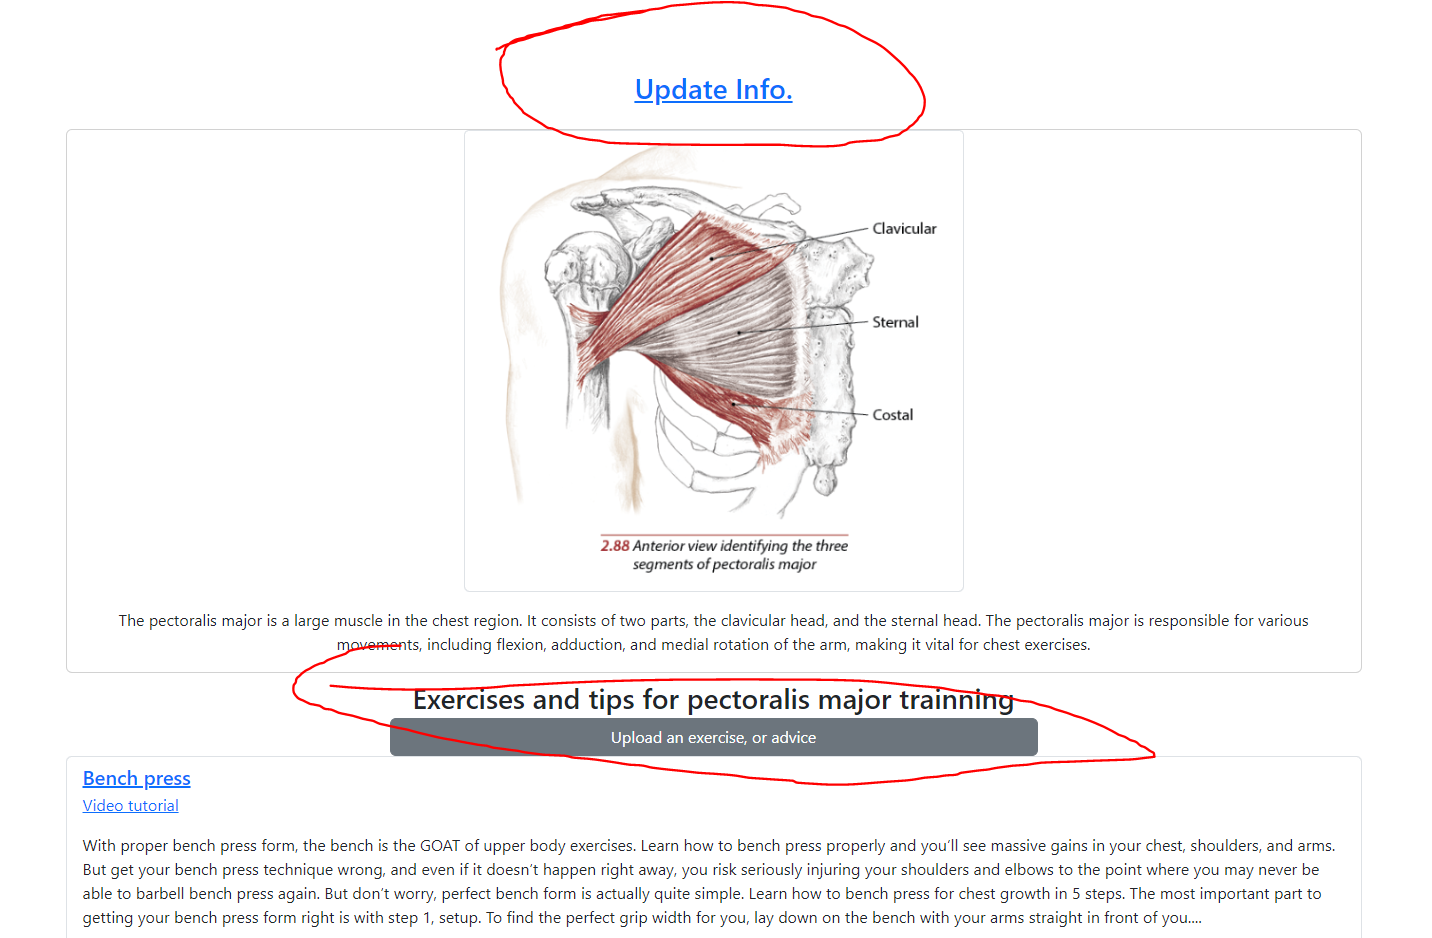 Update Info.
Clavicular
Sternal
Costal
2.88 Anterior view identifying the three
segments of pectoralis major
The pectoralis major is a large muscle in the chest region. It consists of two parts, the clavicular head, and the sternal head. The pectoralis major is responsible for various
movements, including flexion, adduction, and medial rotation of the arm, making it vital for chest exercises.
Exercises and tips for pectoralis major trainning
Upload an exercise, or advice
Bench press
Video tutorial
With proper bench press form, the bench is the GOAT of upper body exercises. Learn how to bench press properly and you’ll see massive gains in your chest, shoulders, and arms.
But get your bench press technique wrong, and even if it doesn’t happen right away, you risk seriously injuring your shoulders and elbows to the point where you may never be
able to barbell bench press again. But don’t worry, perfect bench form is actually quite simple. Learn how to bench press for chest growth in 5 steps. The most important part to
getting your bench press form right is with step 1, setup. To find the perfect grip width for you, lay down on the bench with your arms straight in front of you....